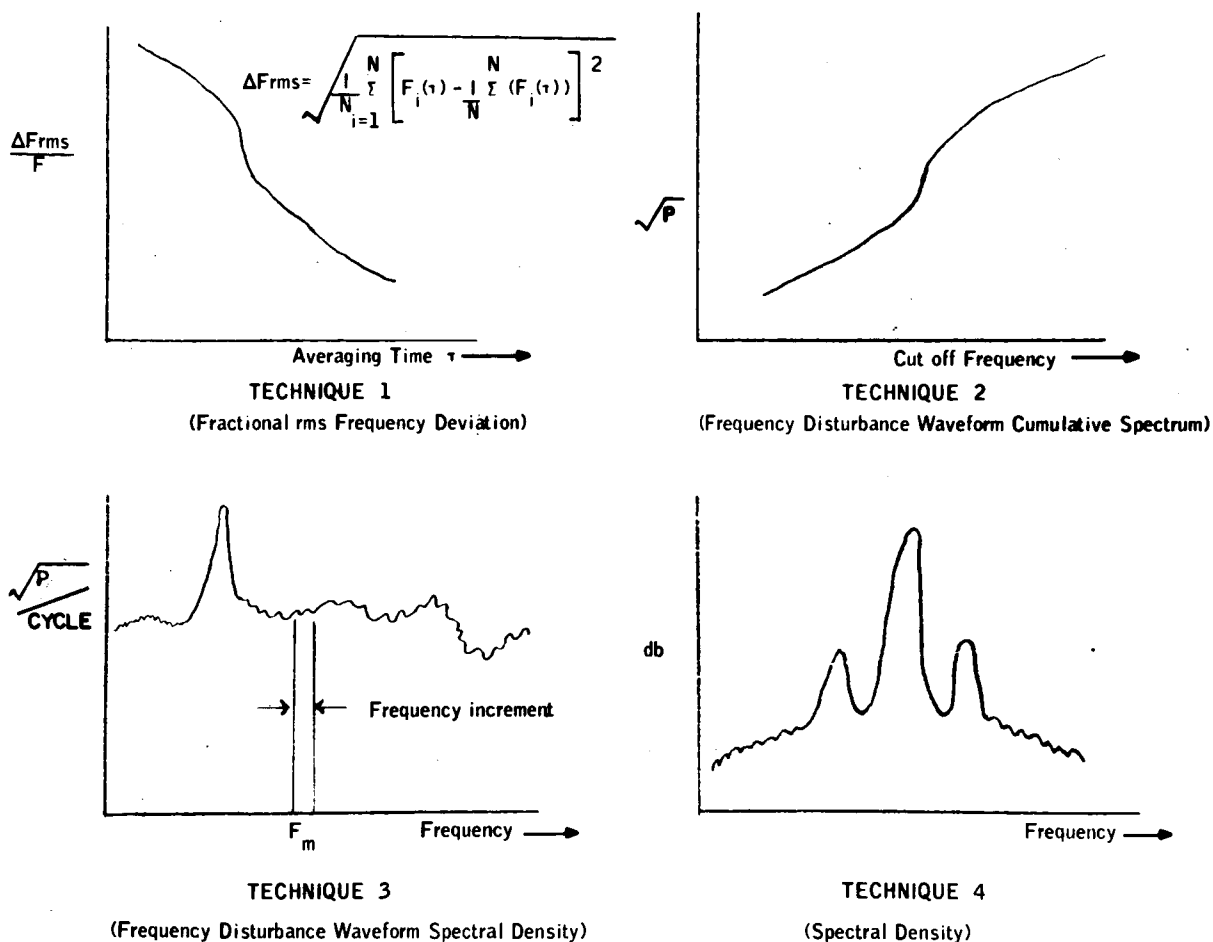 ΔFrms= √ 1/N N Σ i=1 [ F_i(τ) - 1/N N Σ (F_i(τ)) ] 2
ΔFrms
F
Averaging Time τ
TECHNIQUE 1
(Fractional rms Frequency Deviation)
√P
Cut off Frequency
TECHNIQUE 2
(Frequency Disturbance Waveform Cumulative Spectrum)
√P
CYCLE
Frequency increment
F_m
Frequency
TECHNIQUE 3
(Frequency Disturbance Waveform Spectral Density)
db
Frequency
TECHNIQUE 4
(Spectral Density)